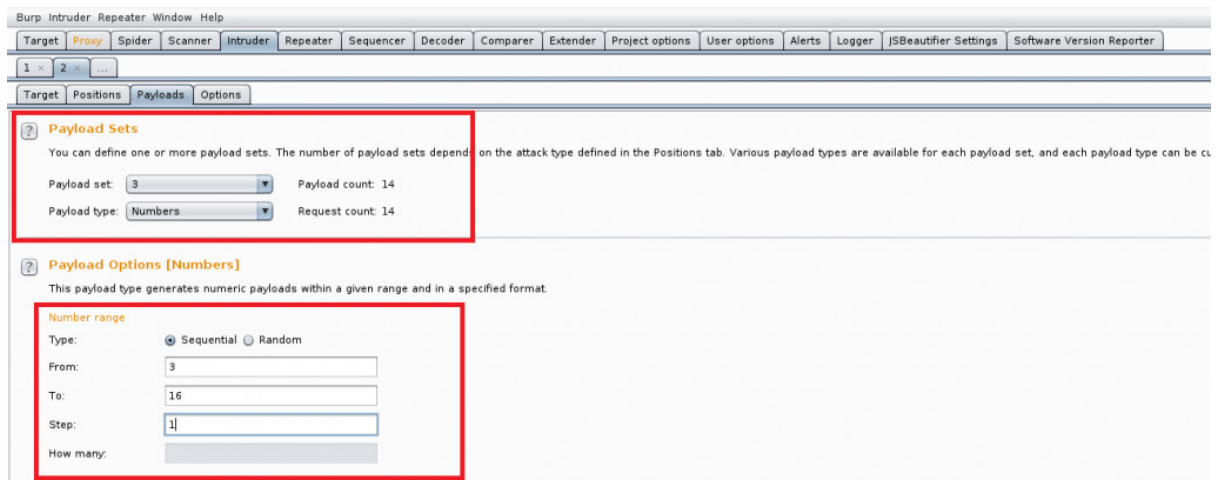 Burp Intruder Repeater Window Help
Target Proxy Spider Scanner Intruder Repeater Sequencer Decoder Comparer Extender Project options User options Alerts Logger JSBeautifier Settings Software Version Reporter
1 × 2 × ...
Target Positions Payloads Options
? Payload Sets
You can define one or more payload sets. The number of payload sets depends on the attack type defined in the Positions tab. Various payload types are available for each payload set, and each payload type can be cu
Payload set: 3 Payload count: 14
Payload type: Numbers Request count: 14
? Payload Options [Numbers]
This payload type generates numeric payloads within a given range and in a specified format.
Number range
Type: Sequential Random
From: 3
To: 16
Step: 1
How many: